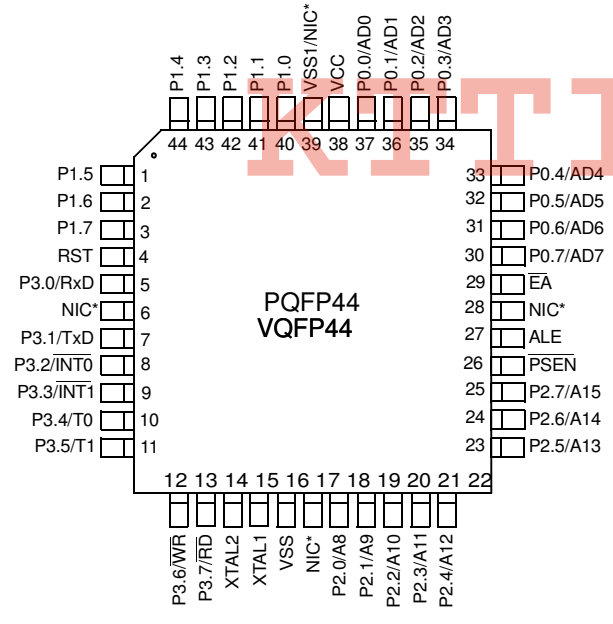 P1.4
P1.3
P1.2
P1.1
P1.0
VSS1/NIC*
VCC
P0.0/AD0
P0.1/AD1
P0.2/AD2
P0.3/AD3
44 43 42 41 40 39 38 37 36 35 34
P1.5 1
P1.6 2
P1.7 3
RST 4
P3.0/RxD 5
NIC* 6
P3.1/TxD 7
P3.2/INT0 8
P3.3/INT1 9
P3.4/T0 10
P3.5/T1 11
PQFP44
VQFP44
33 P0.4/AD4
32 P0.5/AD5
31 P0.6/AD6
30 P0.7/AD7
29 EA
28 NIC*
27 ALE
26 PSEN
25 P2.7/A15
24 P2.6/A14
23 P2.5/A13
12 13 14 15 16 17 18 19 20 21 22
P3.6/WR
P3.7/RD
XTAL2
XTAL1
VSS
NIC*
P2.0/A8
P2.1/A9
P2.2/A10
P2.3/A11
P2.4/A12